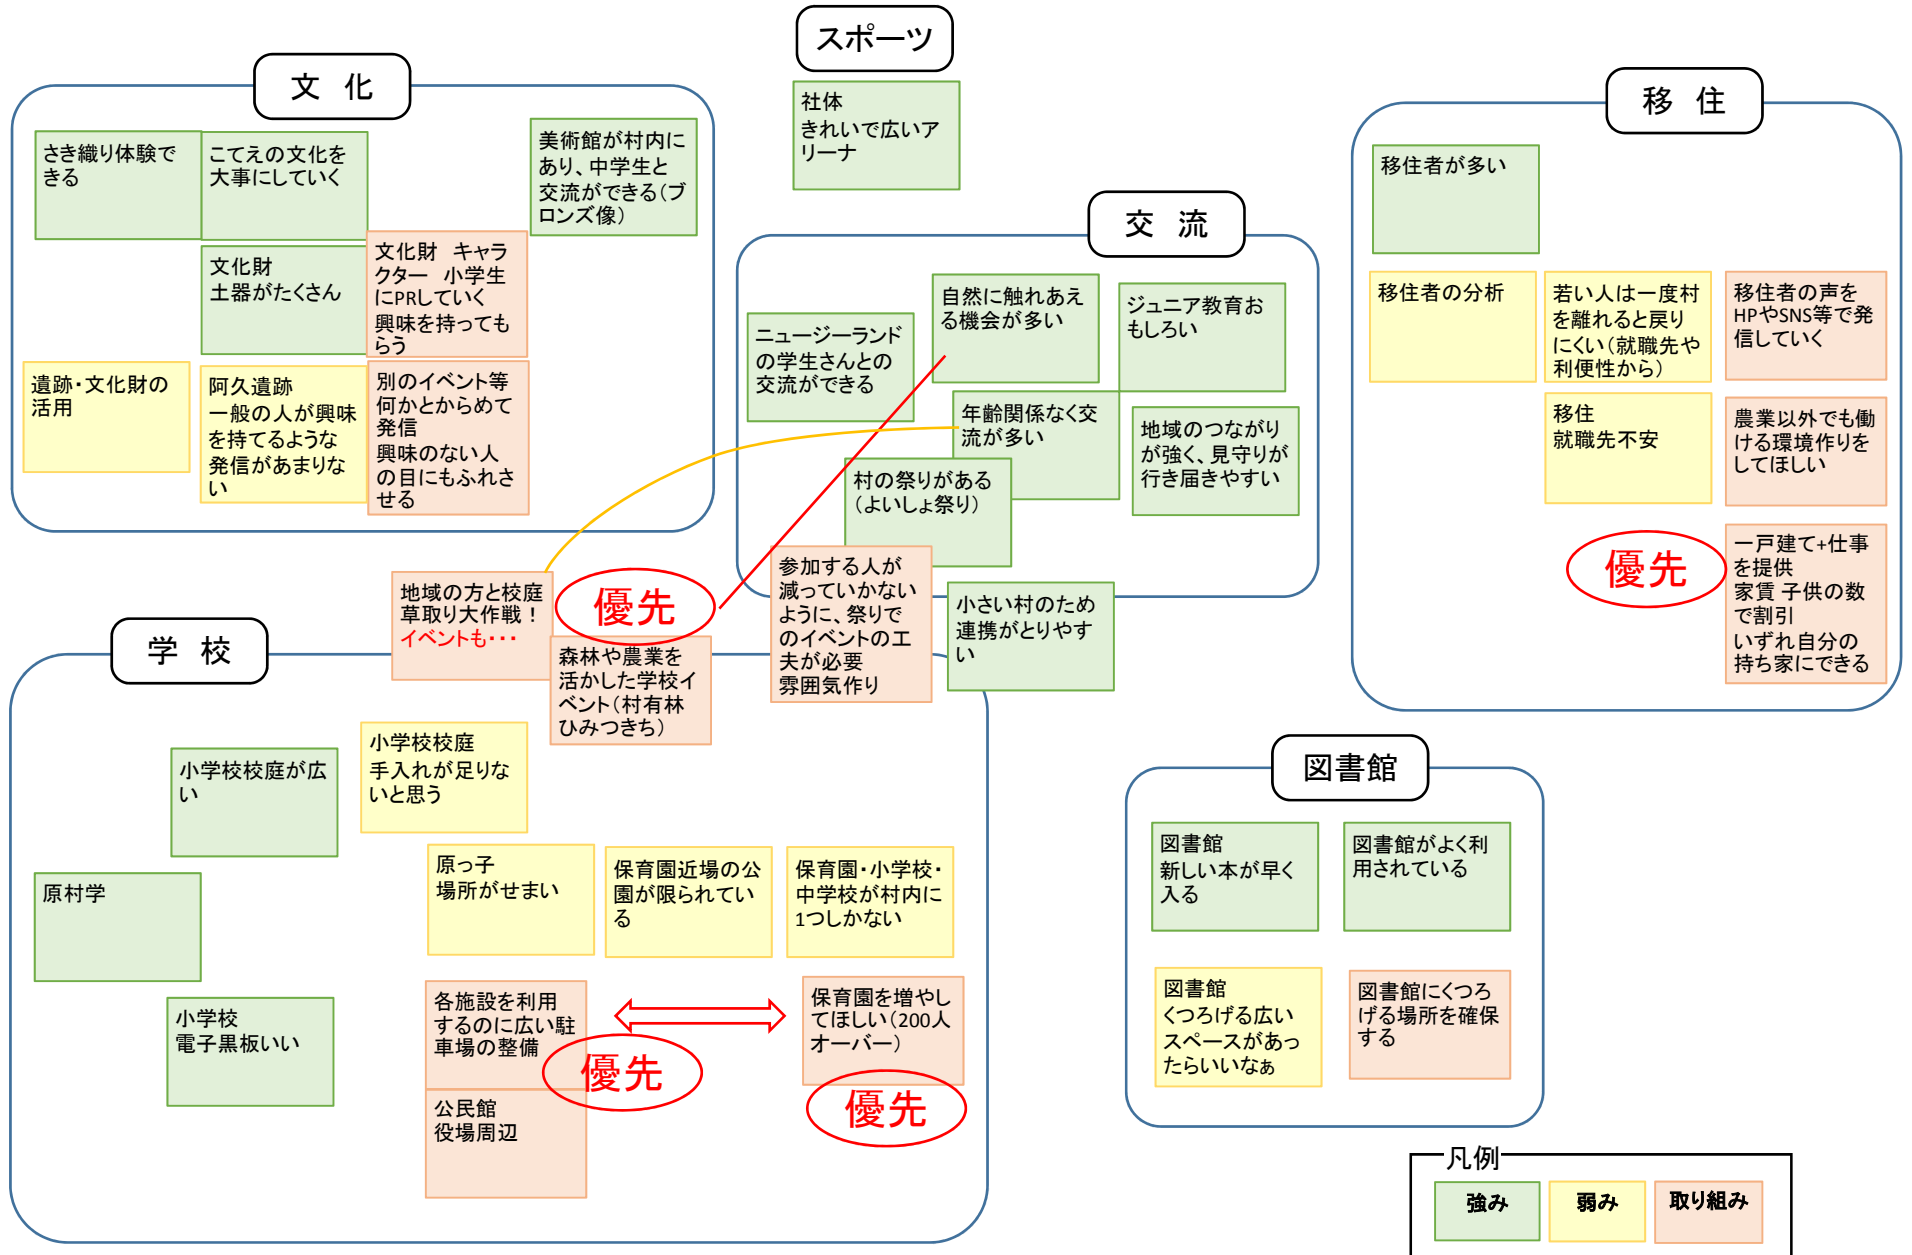 スポーツ
社体
きれいで広いア
リーナ
文 化
さき織り体験で
きる
こてえの文化を
大事にしていく
美術館が村内に
あり、中学生と
交流ができる(ブ
ロンズ像)
文化財
土器がたくさん
文化財 キャラ
クター 小学生
にPRしていく
興味を持っても
らう
遺跡・文化財の
活用
阿久遺跡
一般の人が興味
を持てるような
発信があまりな
い
別のイベント等
何かとからめて
発信
興味のない人
の目にもふれさ
せる
交 流
ニュージーランド
の学生さんとの
交流ができる
自然に触れあえ
る機会が多い
ジュニア教育お
もしろい
年齢関係なく交
流が多い
地域のつながり
が強く、見守りが
行き届きやすい
村の祭りがある
(よいしょ祭り)
参加する人が
減っていかない
ように、祭りで
のイベントの工
夫が必要
雰囲気作り
小さい村のため
連携がとりやす
い
移 住
移住者が多い
移住者の分析
若い人は一度村
を離れると戻り
にくい(就職先や
利便性から)
移住者の声を
HPやSNS等で発
信していく
移住
就職先不安
農業以外でも働
ける環境作りを
してほしい
優先
一戸建て+仕事
を提供
家賃 子供の数
で割引
いずれ自分の
持ち家にできる
学 校
地域の方と校庭
草取り大作戦！
イベントも・・・
優先
森林や農業を
活かした学校イ
ベント(村有林
ひみつきち)
小学校校庭が広
い
小学校校庭
手入れが足りな
いと思う
原村学
原っ子
場所がせまい
保育園近場の公
園が限られてい
る
保育園・小学校・
中学校が村内に
1つしかない
小学校
電子黒板いい
各施設を利用
するのに広い駐
車場の整備
優先
公民館
役場周辺
保育園を増やし
てほしい(200人
オーバー)
優先
図書館
図書館
新しい本が早く
入る
図書館がよく利
用されている
図書館
くつろげる広い
スペースがあっ
たらいいなぁ
図書館にくつろ
げる場所を確保
する
凡例
強み
弱み
取り組み